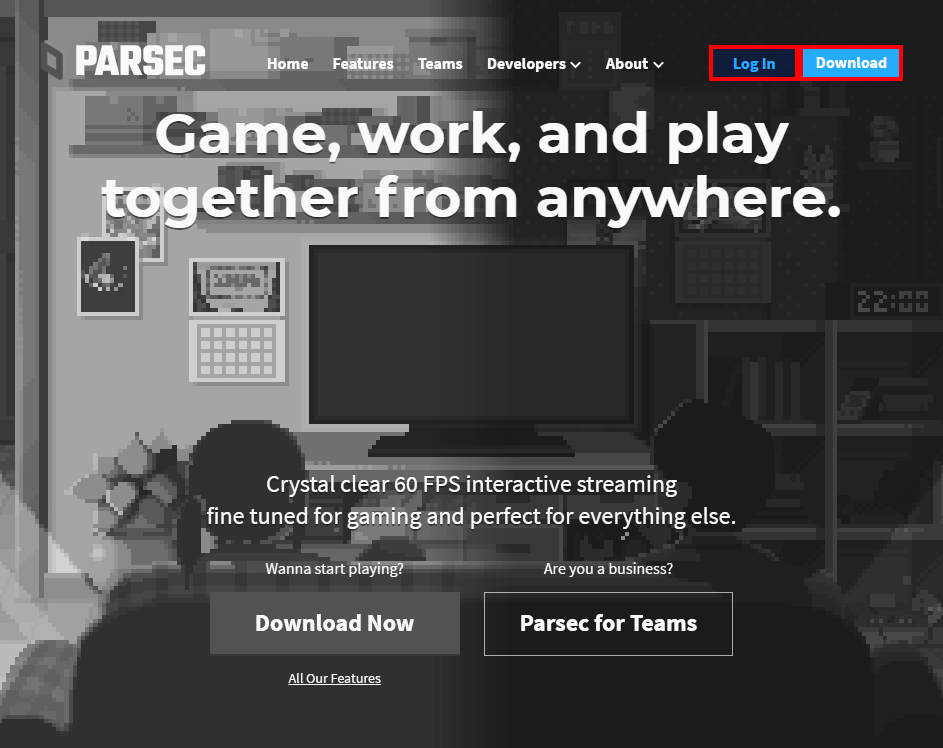 PARSEC
Home Features Teams Developers About Log In Download
Game, work, and play
together from anywhere.
22:00
Crystal clear 60 FPS interactive streaming
fine tuned for gaming and perfect for everything else.
Wanna start playing? Are you a business?
Download Now Parsec for Teams
All Our Features